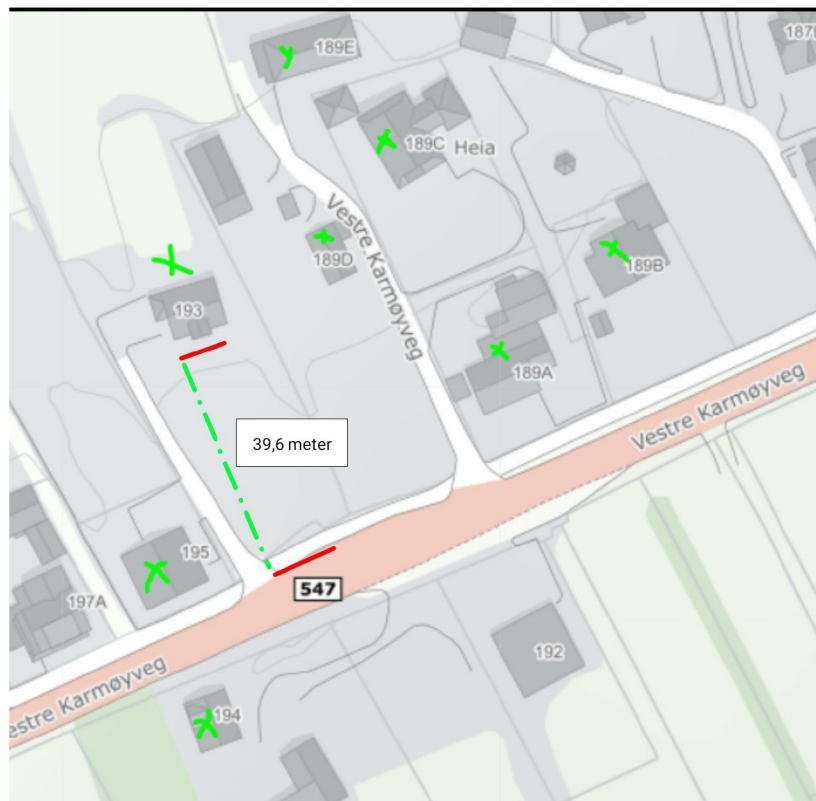 189E
187
189C
Heia
Vestre Karmøyveg
189D
189B
193
189A
Vestre Karmøyveg
39,6 meter
195
547
197A
192
estre Karmøyveg
194